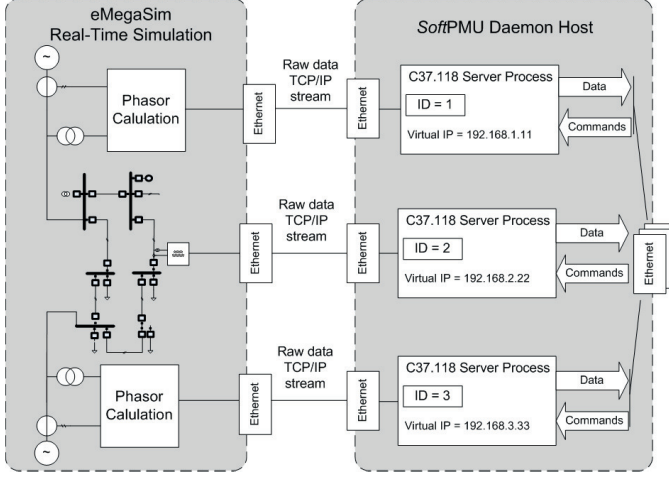 eMegaSim
Real-Time Simulation
SoftPMU Daemon Host
~
Phasor
Calulation
Ethernet
Raw data
TCP/IP
stream
Ethernet
C37.118 Server Process
ID = 1
Virtual IP = 192.168.1.11
Data
Commands
Ethernet
Raw data
TCP/IP
stream
Ethernet
C37.118 Server Process
ID = 2
Virtual IP = 192.168.2.22
Data
Commands
Ethernet
Phasor
Calulation
~
Ethernet
Raw data
TCP/IP
stream
Ethernet
C37.118 Server Process
ID = 3
Virtual IP = 192.168.3.33
Data
Commands